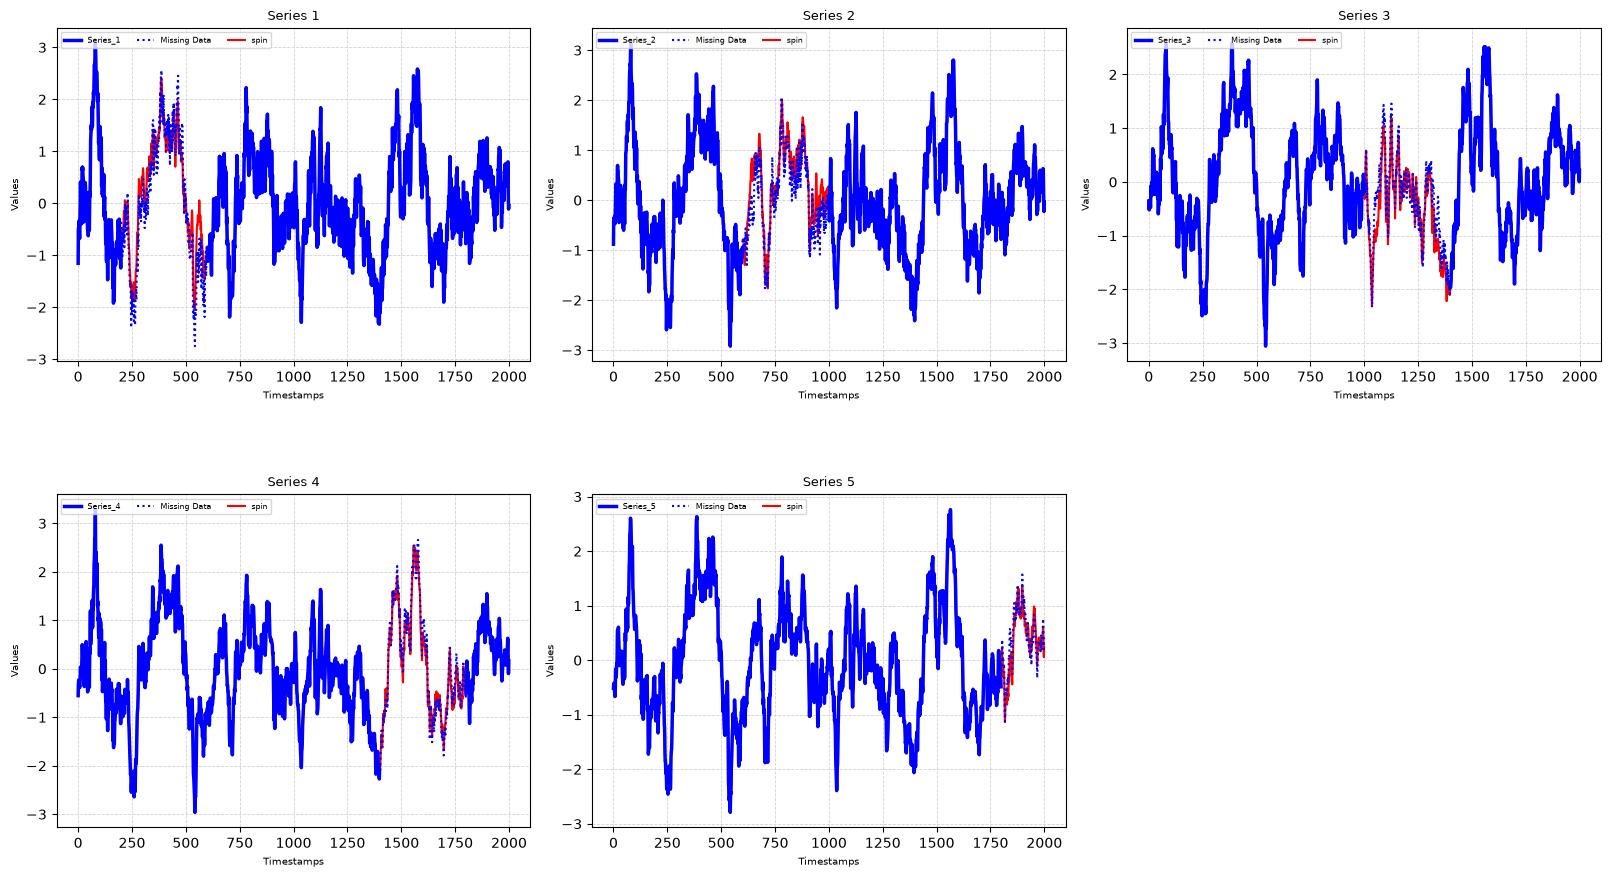 Series 1
Series_1 Missing Data spin
3
2
1
0
−1
−2
−3
Values
0 250 500 750 1000 1250 1500 1750 2000
Timestamps
Series 2
Series_2 Missing Data spin
3
2
1
0
−1
−2
−3
Values
0 250 500 750 1000 1250 1500 1750 2000
Timestamps
Series 3
Series_3 Missing Data spin
2
1
0
−1
−2
−3
Values
0 250 500 750 1000 1250 1500 1750 2000
Timestamps
Series 4
Series_4 Missing Data spin
3
2
1
0
−1
−2
−3
Values
0 250 500 750 1000 1250 1500 1750 2000
Timestamps
Series 5
Series_5 Missing Data spin
3
2
1
0
−1
−2
−3
Values
0 250 500 750 1000 1250 1500 1750 2000
Timestamps